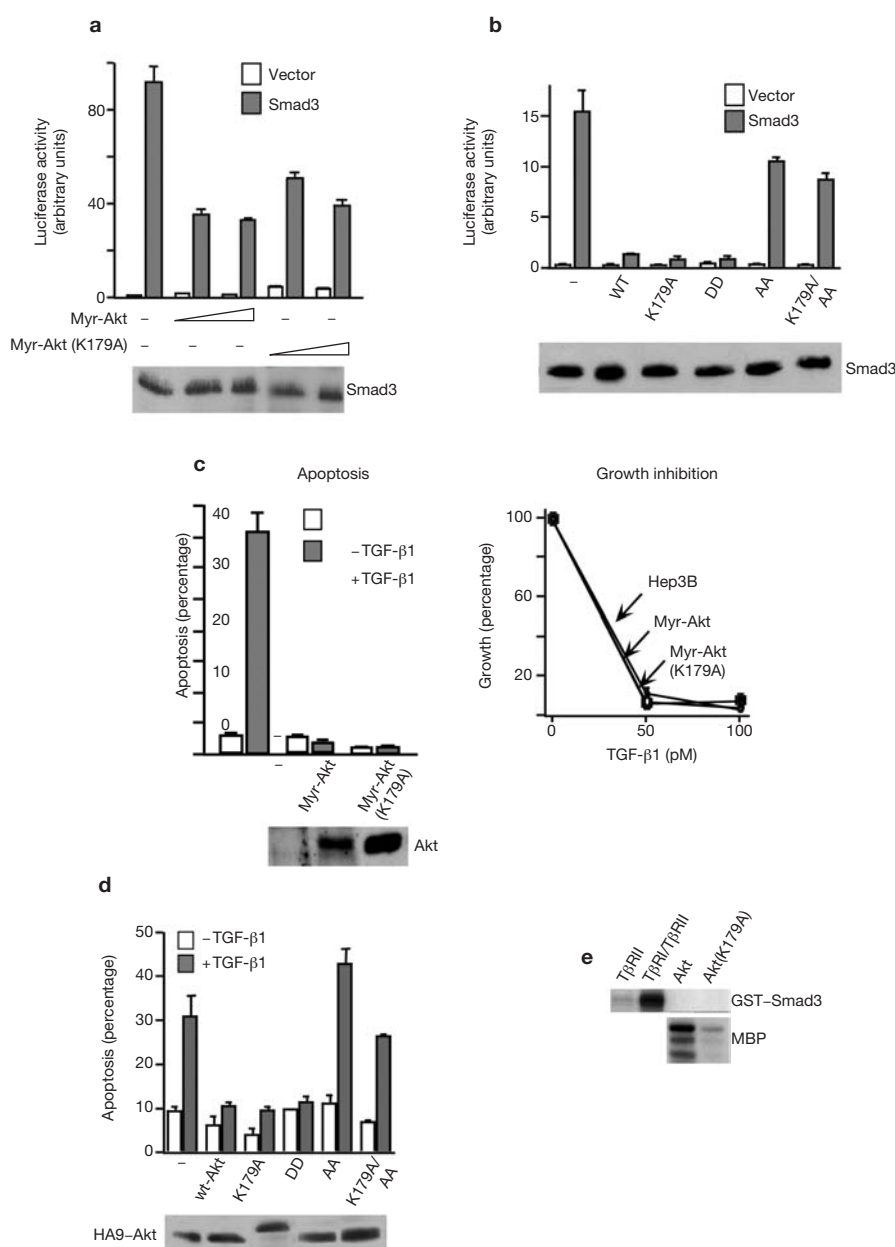 a
Luciferase activity
(arbitrary units)
80
40
0
Vector
Smad3
Myr-Akt – – –
Myr-Akt (K179A) – – –
Smad3
b
Luciferase activity
(arbitrary units)
15
10
5
0
Vector
Smad3
– WT K179A DD AA K179A/AA
Smad3
c
Apoptosis
Apoptosis (percentage)
40
30
20
10
0
– TGF-β1
+ TGF-β1
–
– Myr-Akt Myr-Akt (K179A)
Akt
Growth inhibition
Growth (percentage)
100
60
20
Hep3B
Myr-Akt
Myr-Akt
(K179A)
0 50 100
TGF-β1 (pM)
d
Apoptosis (percentage)
50
40
30
20
10
0
– TGF-β1
+TGF-β1
– wt-Akt K179A DD AA K179A/AA
HA9–Akt
e
TβRII TβRI/TβRII Akt Akt(K179A)
GST–Smad3
MBP